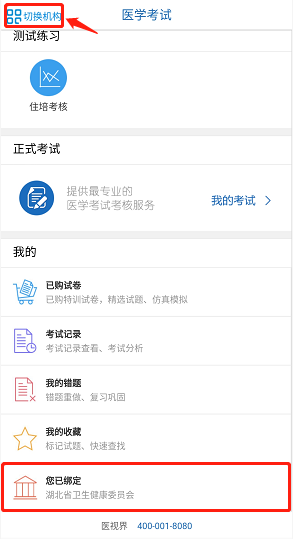 切换机构
医学考试
测试练习
住培考核
正式考试
提供最专业的
医学考试考核服务
我的考试
我的
已购试卷
已购特训试卷，精选试题、仿真模拟
考试记录
考试记录查看、考试分析
我的错题
错题重做、复习巩固
我的收藏
标记试题、快速查找
您已绑定
湖北省卫生健康委员会
医视界 400-001-8080